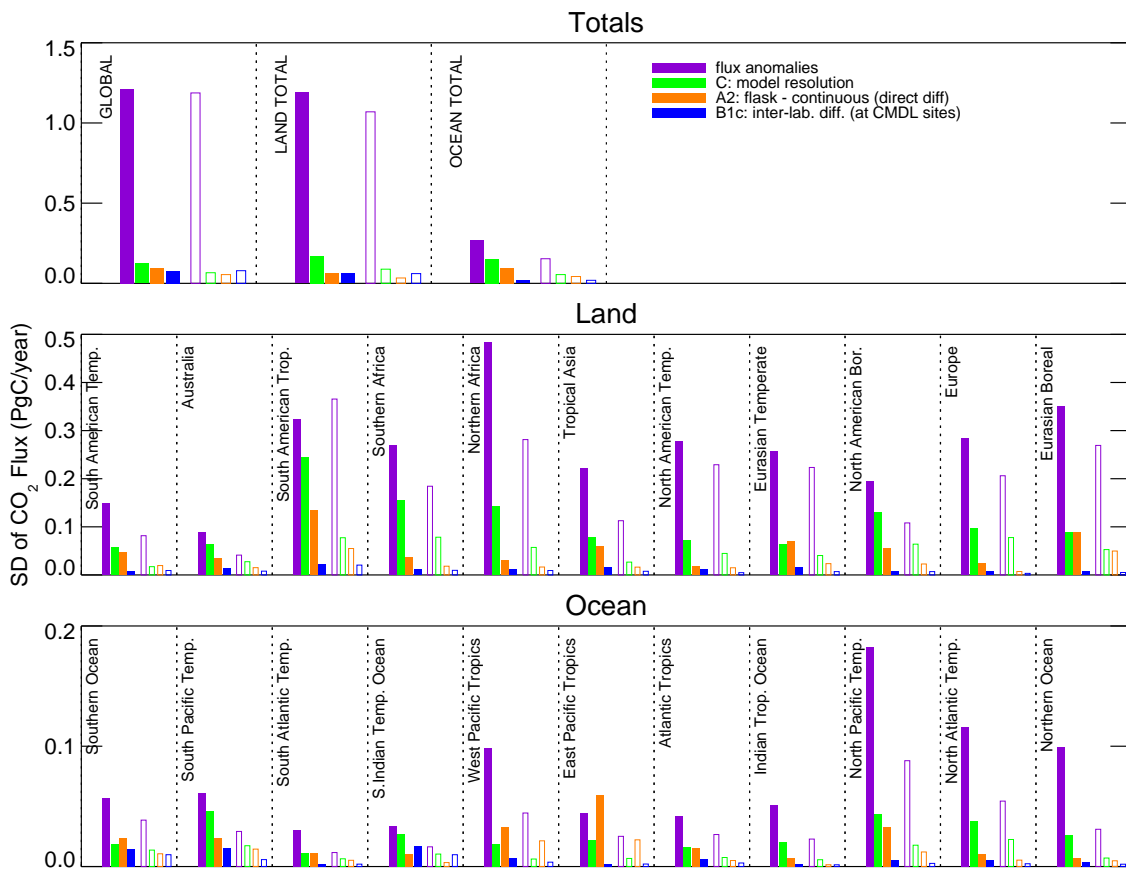 Totals
1.5
1.0
0.5
0.0
GLOBAL
LAND TOTAL
OCEAN TOTAL
flux anomalies
C: model resolution
A2: flask - continuous (direct diff)
B1c: inter-lab. diff. (at CMDL sites)
SD of CO₂ Flux (PgC/year)
Land
0.5
0.4
0.3
0.2
0.1
0.0
South American Temp.
Australia
South American Trop.
Southern Africa
Northern Africa
Tropical Asia
North American Temp.
Eurasian Temperate
North American Bor.
Europe
Eurasian Boreal
Ocean
0.2
0.1
0.0
Southern Ocean
South Pacific Temp.
South Atlantic Temp.
S.Indian Temp. Ocean
West Pacific Tropics
East Pacific Tropics
Atlantic Tropics
Indian Trop. Ocean
North Pacific Temp.
North Atlantic Temp.
Northern Ocean